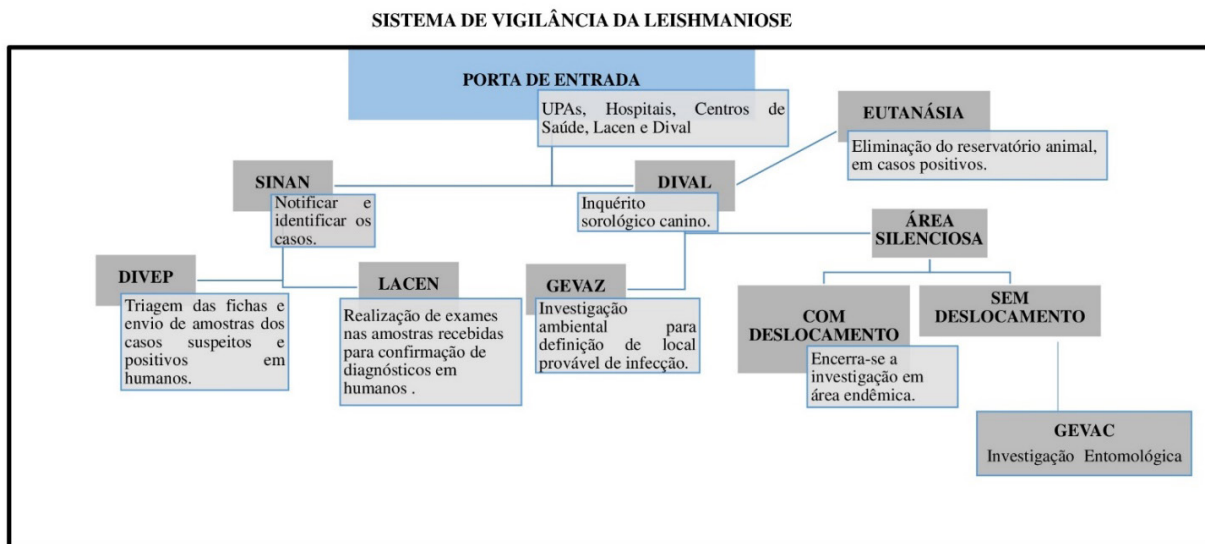 SISTEMA DE VIGILÂNCIA DA LEISHMANIOSE
PORTA DE ENTRADA
UPAs, Hospitais, Centros de
Saúde, Lacen e Dival
EUTANÁSIA
Eliminação do reservatório animal,
em casos positivos.
SINAN
Notificar e
identificar os
casos.
DIVAL
Inquérito
sorológico canino.
ÁREA
SILENCIOSA
DIVEP
Triagem das fichas e
envio de amostras dos
casos suspeitos e
positivos em
humanos.
LACEN
Realização de exames
nas amostras recebidas
para confirmação de
diagnósticos em
humanos .
GEVAZ
Investigação
ambiental para
definição de local
provável de infecção.
COM
DESLOCAMENTO
Encerra-se a
investigação em
área endêmica.
SEM
DESLOCAMENTO
GEVAC
Investigação Entomológica